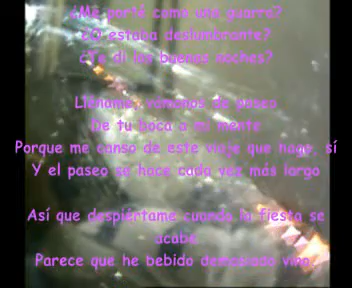 ¿Me porté como una guarra?
¿O estaba deslumbrante?
¿Te di las buenas noches?
Llámame, vámonos de paseo
De tu boca a mi mente
Porque me canso de este viaje que hago, sí
Y el paseo se hace cada vez más largo
Así que despiértame cuando la fiesta se
acabe
Parece que he bebido demasiado vino.